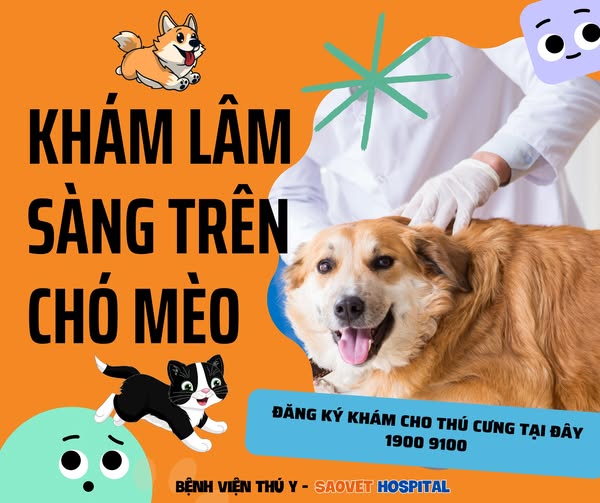 KHÁM LÂM
SÀNG TRÊN
CHÓ MÈO
ĐĂNG KÝ KHÁM CHO THÚ CƯNG TẠI ĐÂY
1900 9100
BỆNH VIỆN THÚ Y - SAOVET HOSPITAL